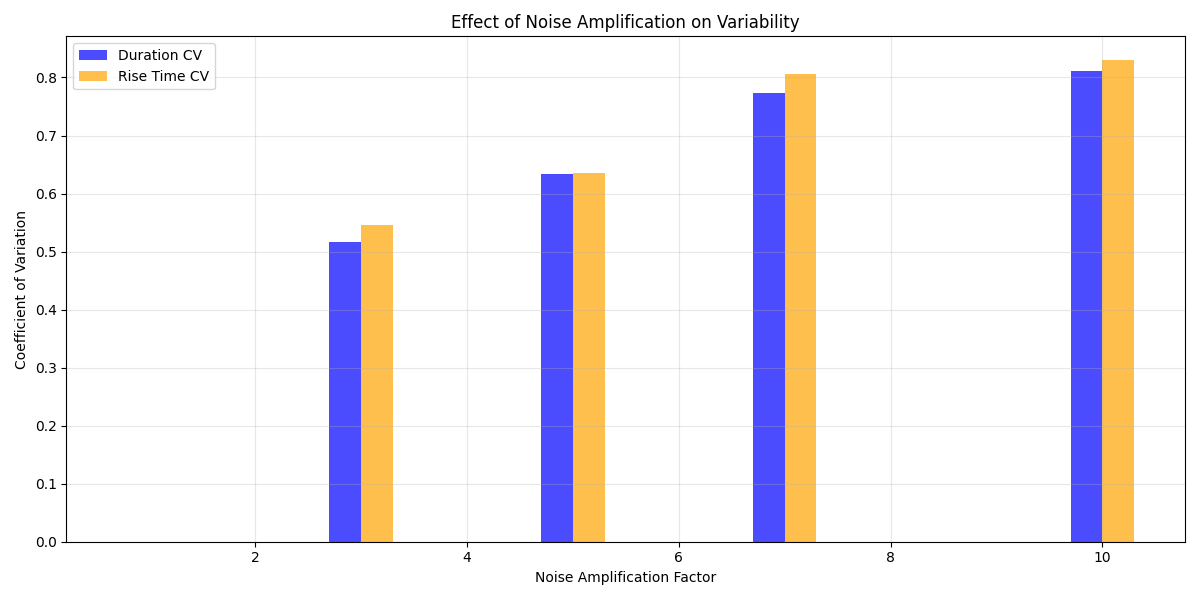 Effect of Noise Amplification on Variability
Duration CV
Rise Time CV
Coefficient of Variation
0.8
0.7
0.6
0.5
0.4
0.3
0.2
0.1
0.0
2 4 6 8 10
Noise Amplification Factor